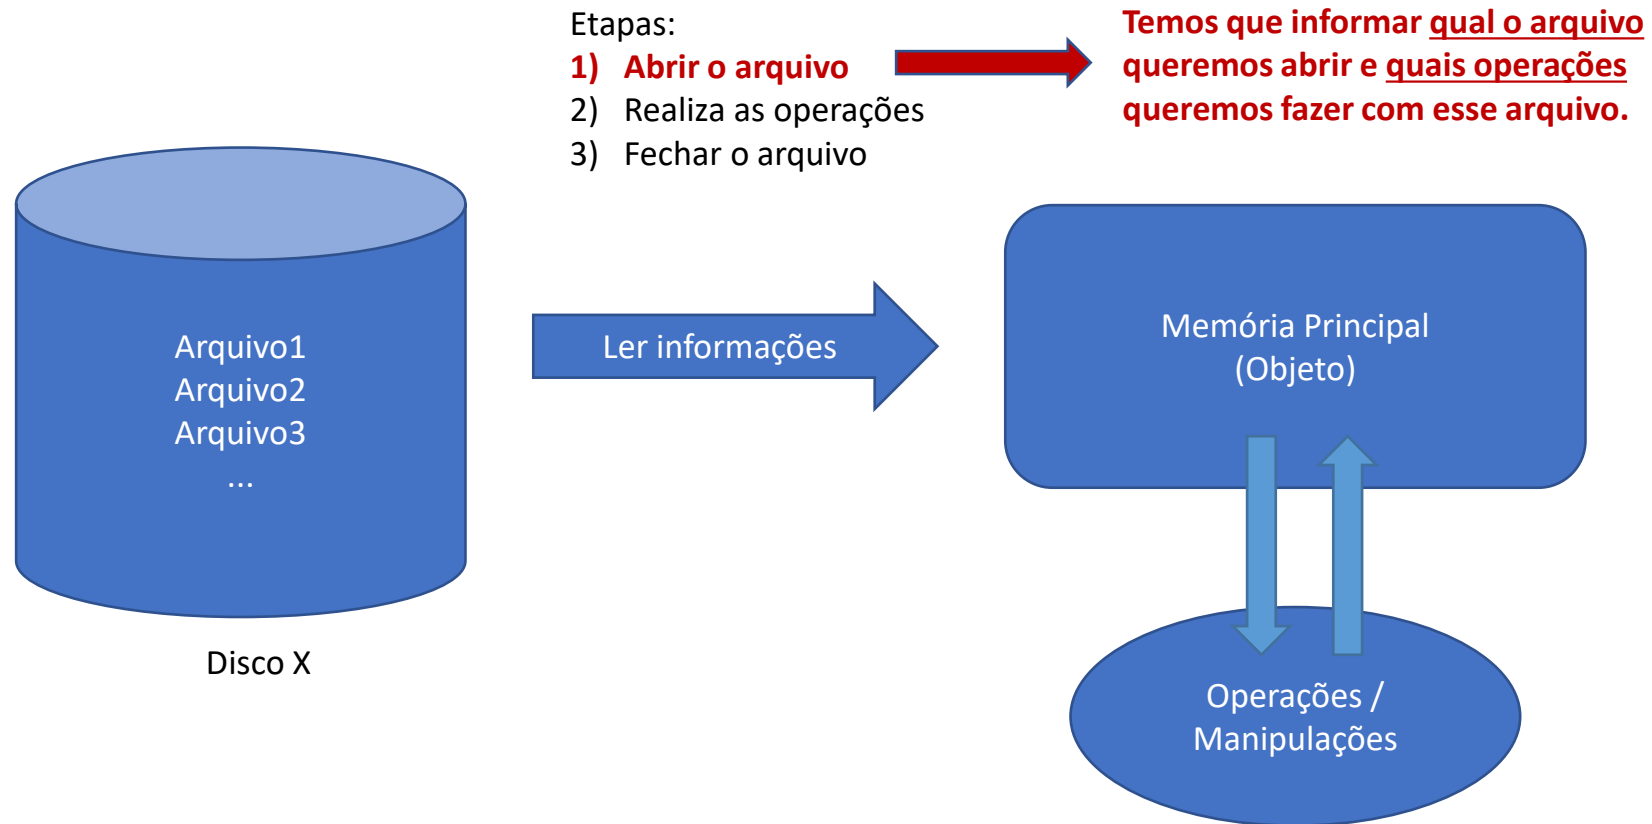 Etapas:
1) Abrir o arquivo
2) Realiza as operações
3) Fechar o arquivo
Temos que informar qual o arquivo
queremos abrir e quais operações
queremos fazer com esse arquivo.
Arquivo1
Arquivo2
Arquivo3
...
Disco X
Ler informações
Memória Principal
(Objeto)
Operações /
Manipulações